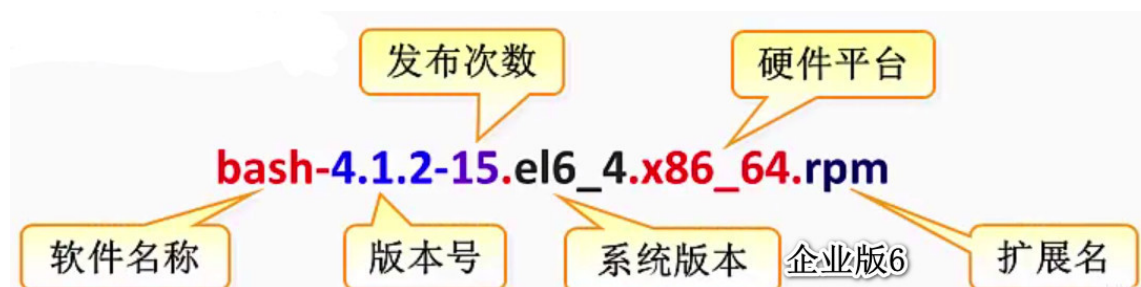 发布次数
硬件平台
bash-4.1.2-15.el6_4.x86_64.rpm
软件名称
版本号
系统版本
企业版6
扩展名